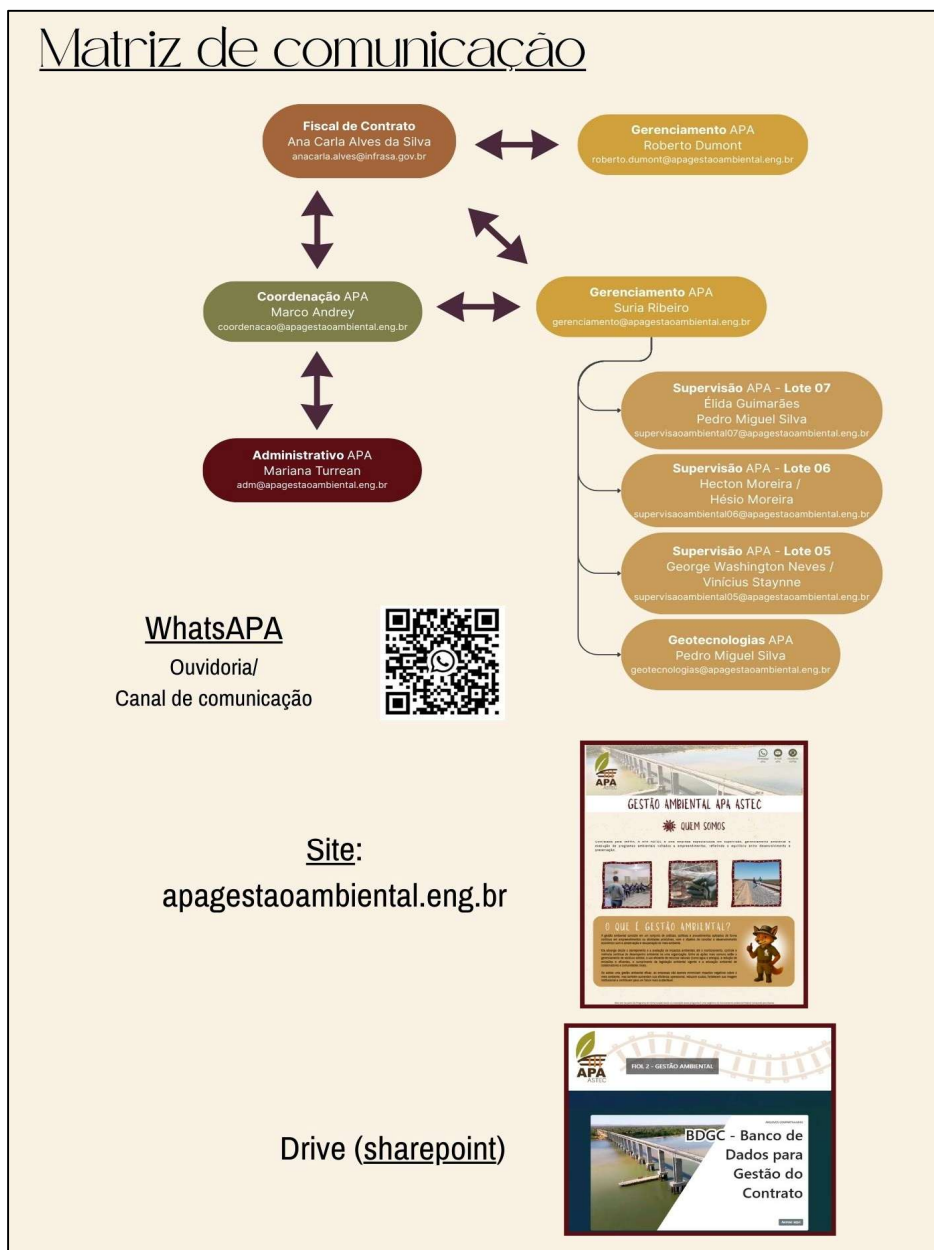 Matriz de comunicação
Fiscal de Contrato
Ana Carla Alves da Silva
anacarla.alves@infrasa.gov.br
Gerenciamento APA
Roberto Dumont
roberto.dumont@apagestaoambiental.eng.br
Coordenação APA
Marco Andrey
coordenacao@apagestaoambiental.eng.br
Gerenciamento APA
Suria Ribeiro
gerenciamento@apagestaoambiental.eng.br
Administrativo APA
Mariana Turrean
adm@apagestaoambiental.eng.br
Supervisão APA - Lote 07
Élida Guimarães
Pedro Miguel Silva
supervisaoambiental07@apagestaoambiental.eng.br
Supervisão APA - Lote 06
Hecton Moreira /
Hésio Moreira
supervisaoambiental06@apagestaoambiental.eng.br
Supervisão APA - Lote 05
George Washington Neves /
Vinícius Staynne
supervisaoambiental05@apagestaoambiental.eng.br
Geotecnologias APA
Pedro Miguel Silva
geotecnologias@apagestaoambiental.eng.br
WhatsAPA
Ouvidoria/
Canal de comunicação
Site:
apagestaoambiental.eng.br
APA
GESTÃO AMBIENTAL APA ASTEC
QUEM SOMOS
O QUE É GESTÃO AMBIENTAL?
Drive (sharepoint)
APA
ASTEC
FIOL 2 - GESTÃO AMBIENTAL
BDGC - Banco de
Dados para
Gestão do
Contrato